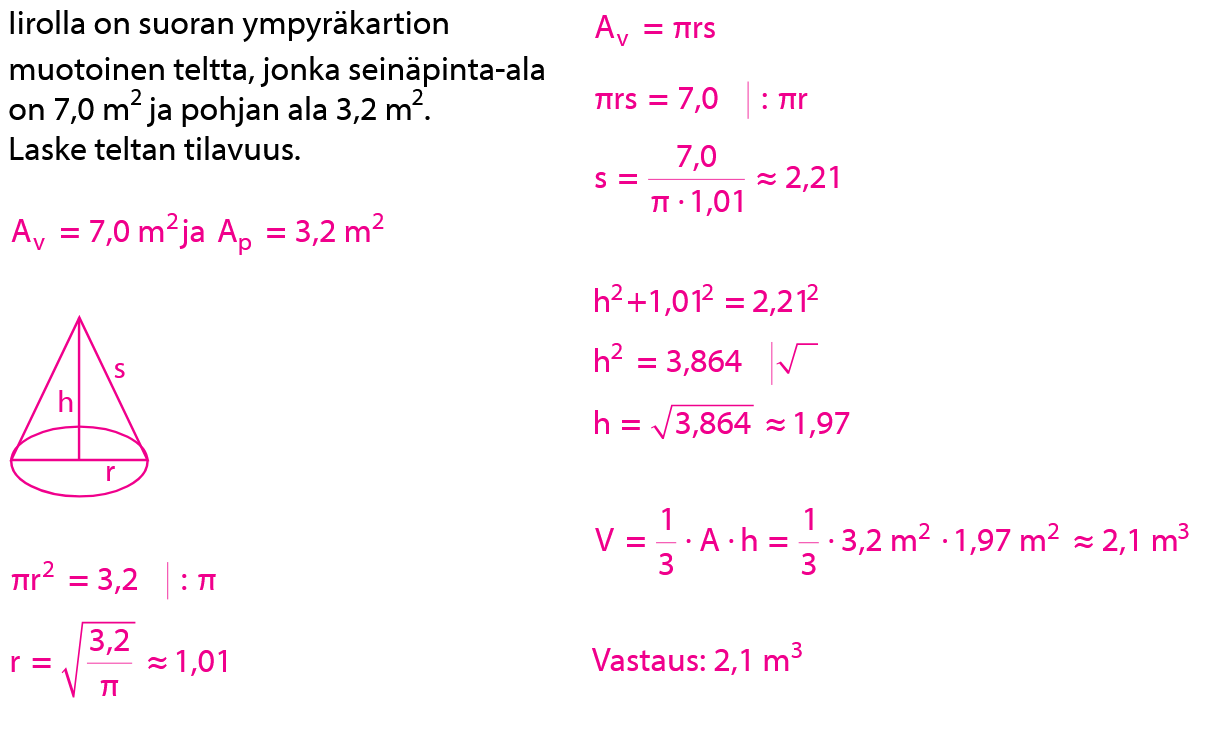 Iirolla on suoran ympyräkartion
muotoinen teltta, jonka seinäpinta-ala
on 7,0 m² ja pohjan ala 3,2 m².
Laske teltan tilavuus.
Aᵥ = 7,0 m² ja Aₚ = 3,2 m²
s
h
r
πr² = 3,2 | : π
r = √(3,2/π) ≈ 1,01
Aᵥ = πrs
πrs = 7,0 | : πr
s = 7,0/(π · 1,01) ≈ 2,21
h² + 1,01² = 2,21²
h² = 3,864 | √
h = √3,864 ≈ 1,97
V = 1/3 · A · h = 1/3 · 3,2 m² · 1,97 m² ≈ 2,1 m³
Vastaus: 2,1 m³